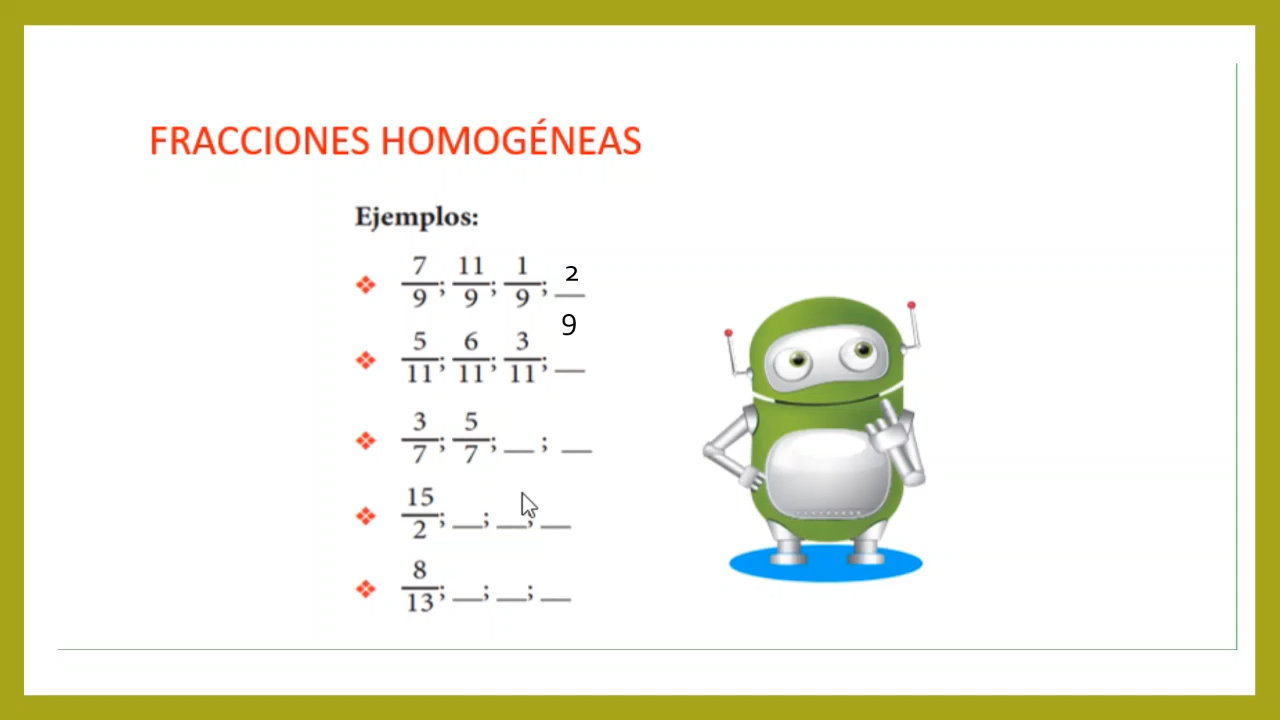 FRACCIONES HOMOGÉNEAS
Ejemplos:
7/9; 11/9; 1/9; 2/9
5/11; 6/11; 3/11; __
3/7; 5/7; __; __
15/2; __; __; __
8/13; __; __; __